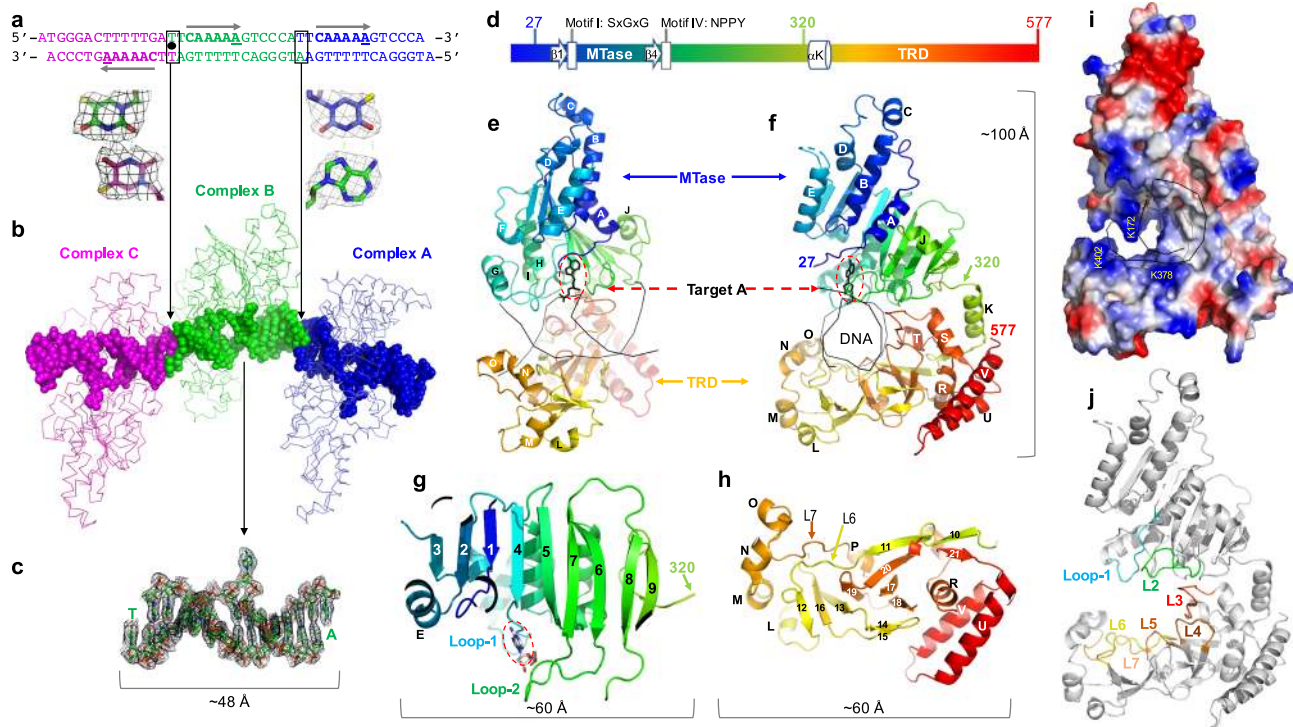 a
5’–ATGGGACTTTTTGATTCAAAAAGTCCCATTCAAAAAGTCCCA –3’
3’– ACCCTGAAAAACTTAGTTTTTCAGGGTAAGTTTTTCAGGGTA–5’
b
Complex B
Complex C
Complex A
c
T
A
~48 Å
d
27
Motif I: SxGxG
Motif IV: NPPY
320
577
β1
MTase
β4
αK
TRD
e
C
B
D
E
A
J
F
G
H
I
O
N
M
L
MTase
Target A
TRD
f
C
D
E
B
A
J
27
320
K
577
DNA
O
N
T
S
V
R
M
L
U
~100 Å
g
3
2
1
4
5
7
6
8
9
320
E
Loop-1
Loop-2
~60 Å
h
O
L7
L6
N
P
11
10
21
20
M
19
17
R
18
V
12
16
13
L
14
15
U
~60 Å
i
K172
K402
K378
j
Loop-1
L2
L3
L6
L5
L4
L7